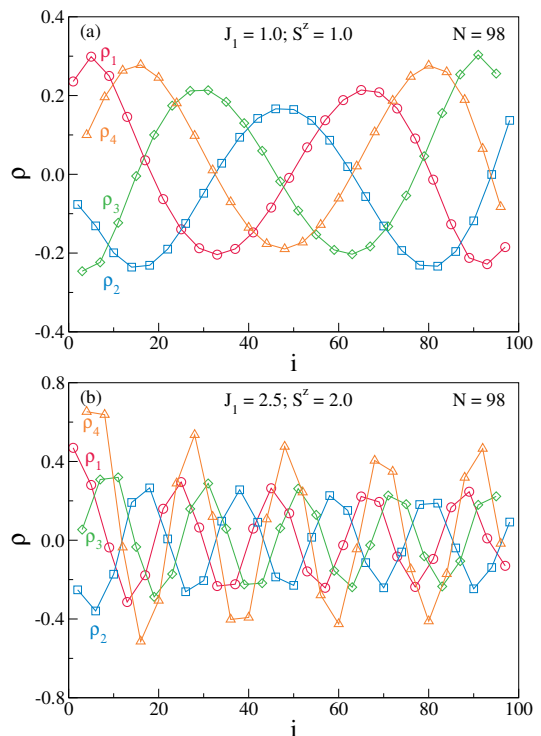 (a) J₁ = 1.0; Sᶻ = 1.0 N = 98
0.4
ρ₁
0.2
ρ₄
ρ 0.0
ρ₃
-0.2
ρ₂
-0.4
0 20 40 60 80 100
i
(b) J₁ = 2.5; Sᶻ = 2.0 N = 98
0.8
ρ₄
ρ₁
0.4
ρ 0.0
ρ₃
-0.4
ρ₂
-0.8
0 20 40 60 80 100
i